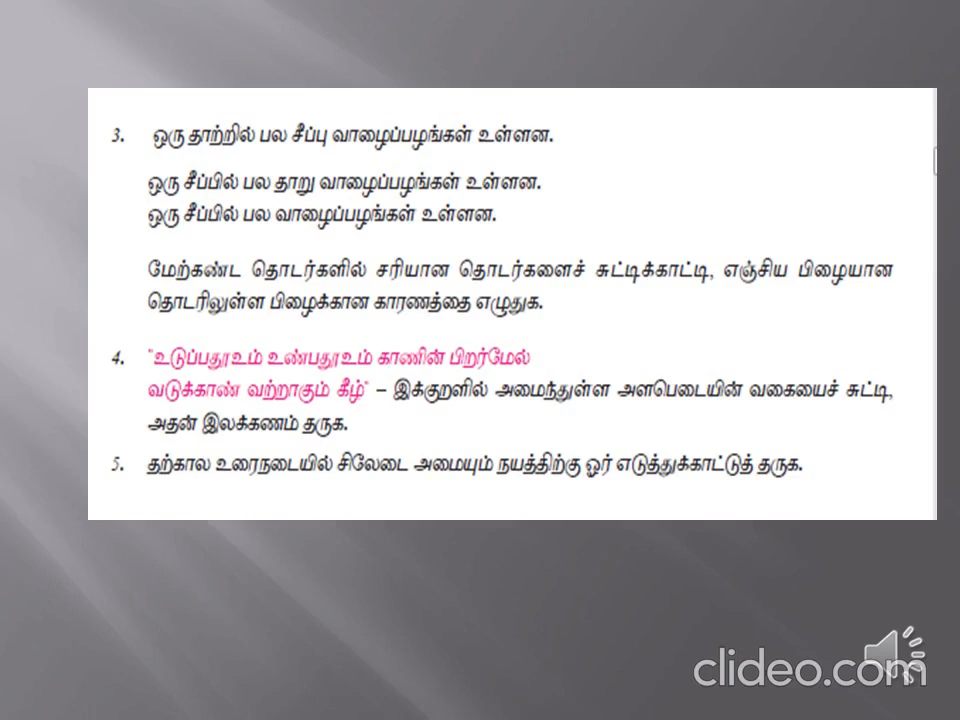 3. ஒரு தாற்றில் பல சீப்பு வாழைப்பழங்கள் உள்ளன.
ஒரு சீப்பில் பல தாறு வாழைப்பழங்கள் உள்ளன.
ஒரு சீப்பில் பல வாழைப்பழங்கள் உள்ளன.
மேற்கண்ட தொடர்களில் சரியான தொடர்களைச் சுட்டிக்காட்டி, எஞ்சிய பிழையான
தொடரிலுள்ள பிழைக்கான காரணத்தை எழுதுக.
4. "உடுப்பதூஉம் உண்பதூஉம் காணின் பிறர்மேல்
வடுக்காண் வற்றாகும் கீழ்" – இக்குறளில் அமைந்துள்ள அளபெடையின் வகையைச் சுட்டி,
அதன் இலக்கணம் தருக.
5. தற்கால உரைநடையில் சிலேடை அமையும் நயத்திற்கு ஓர் எடுத்துக்காட்டுத் தருக.
clideo.com